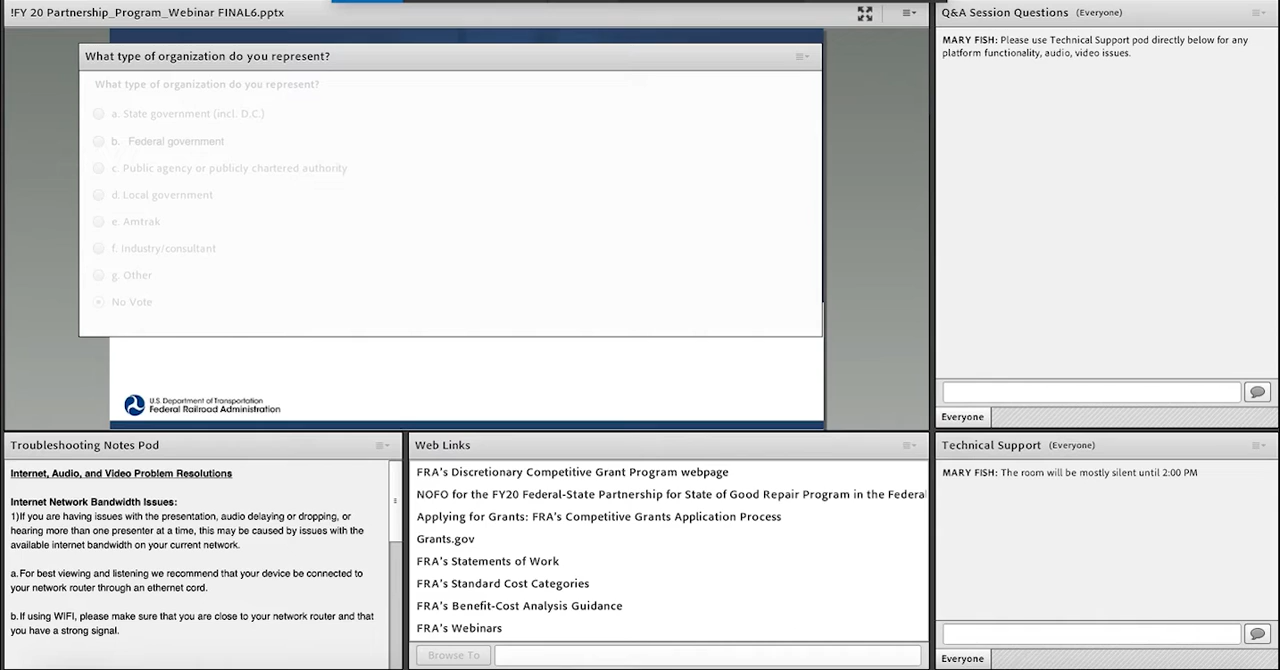 !FY 20 Partnership_Program_Webinar FINAL6.pptx
What type of organization do you represent?
What type of organization do you represent?
a. State government (incl. D.C.)
b. Federal government
c. Public agency or publicly chartered authority
d. Local government
e. Amtrak
f. Industry/consultant
g. Other
No Vote
U.S. Department of Transportation
Federal Railroad Administration
Q&A Session Questions (Everyone)
MARY FISH: Please use Technical Support pod directly below for any
platform functionality, audio, video issues.
Everyone
Troubleshooting Notes Pod
Internet, Audio, and Video Problem Resolutions
Internet Network Bandwidth Issues:
1)If you are having issues with the presentation, audio delaying or dropping, or
hearing more than one presenter at a time, this may be caused by issues with the
available internet bandwidth on your current network.
a.For best viewing and listening we recommend that your device be connected to
your network router through an ethernet cord.
b.If using WIFI, please make sure that you are close to your network router and that
you have a strong signal.
Web Links
FRA's Discretionary Competitive Grant Program webpage
NOFO for the FY20 Federal-State Partnership for State of Good Repair Program in the Federal
Applying for Grants: FRA's Competitive Grants Application Process
Grants.gov
FRA's Statements of Work
FRA's Standard Cost Categories
FRA's Benefit-Cost Analysis Guidance
FRA's Webinars
Browse To
Technical Support (Everyone)
MARY FISH: The room will be mostly silent until 2:00 PM
Everyone